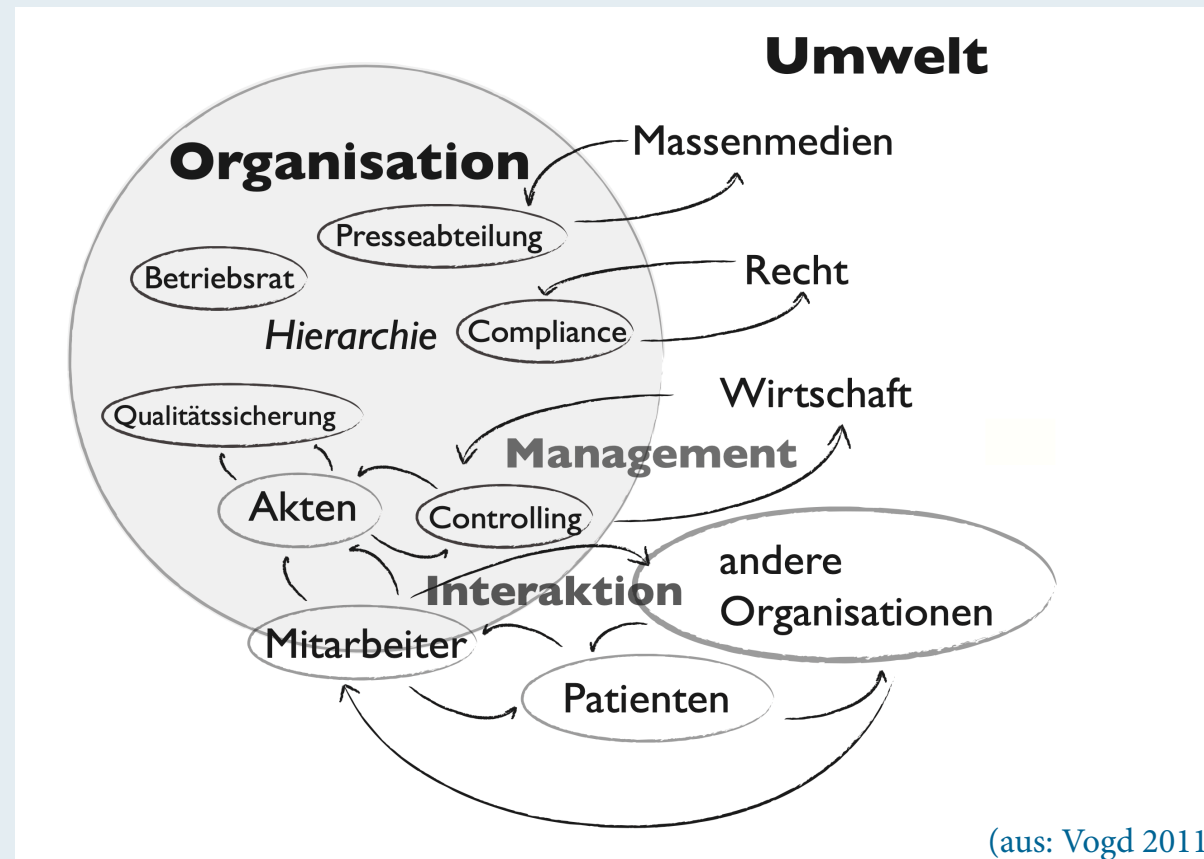 Umwelt
Massenmedien
Organisation
Presseabteilung
Betriebsrat
Recht
Hierarchie
Compliance
Wirtschaft
Qualitätssicherung
Management
Akten
Controlling
andere
Organisationen
Interaktion
Mitarbeiter
Patienten
(aus: Vogd 2011